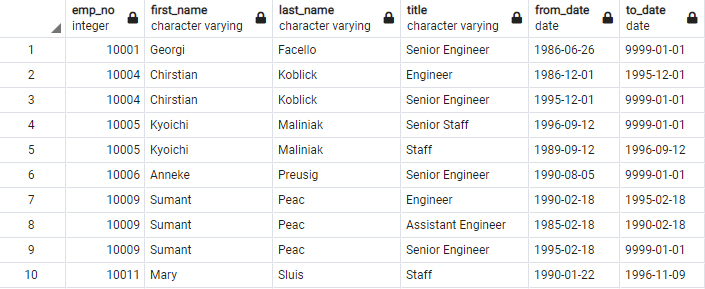 emp_no first_name last_name title from_date to_date
integer character varying character varying character varying date date
1 10001 Georgi Facello Senior Engineer 1986-06-26 9999-01-01
2 10004 Chirstian Koblick Engineer 1986-12-01 1995-12-01
3 10004 Chirstian Koblick Senior Engineer 1995-12-01 9999-01-01
4 10005 Kyoichi Maliniak Senior Staff 1996-09-12 9999-01-01
5 10005 Kyoichi Maliniak Staff 1989-09-12 1996-09-12
6 10006 Anneke Preusig Senior Engineer 1990-08-05 9999-01-01
7 10009 Sumant Peac Engineer 1990-02-18 1995-02-18
8 10009 Sumant Peac Assistant Engineer 1985-02-18 1990-02-18
9 10009 Sumant Peac Senior Engineer 1995-02-18 9999-01-01
10 10011 Mary Sluis Staff 1990-01-22 1996-11-09